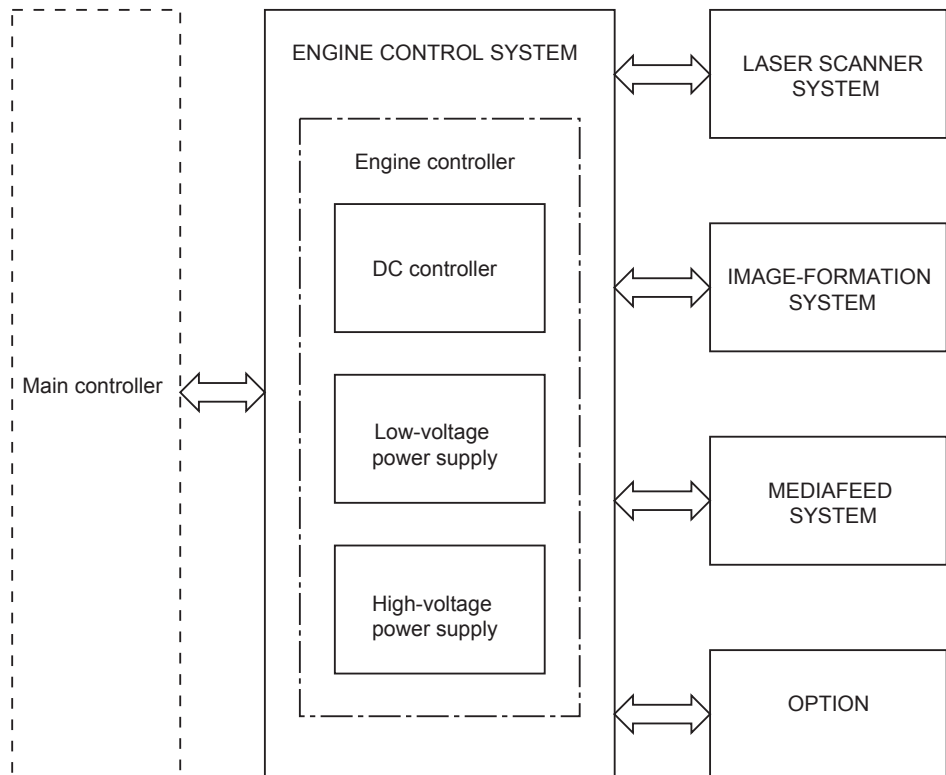 Main controller
ENGINE CONTROL SYSTEM
Engine controller
DC controller
Low-voltage
power supply
High-voltage
power supply
LASER SCANNER
SYSTEM
IMAGE-FORMATION
SYSTEM
MEDIAFEED
SYSTEM
OPTION